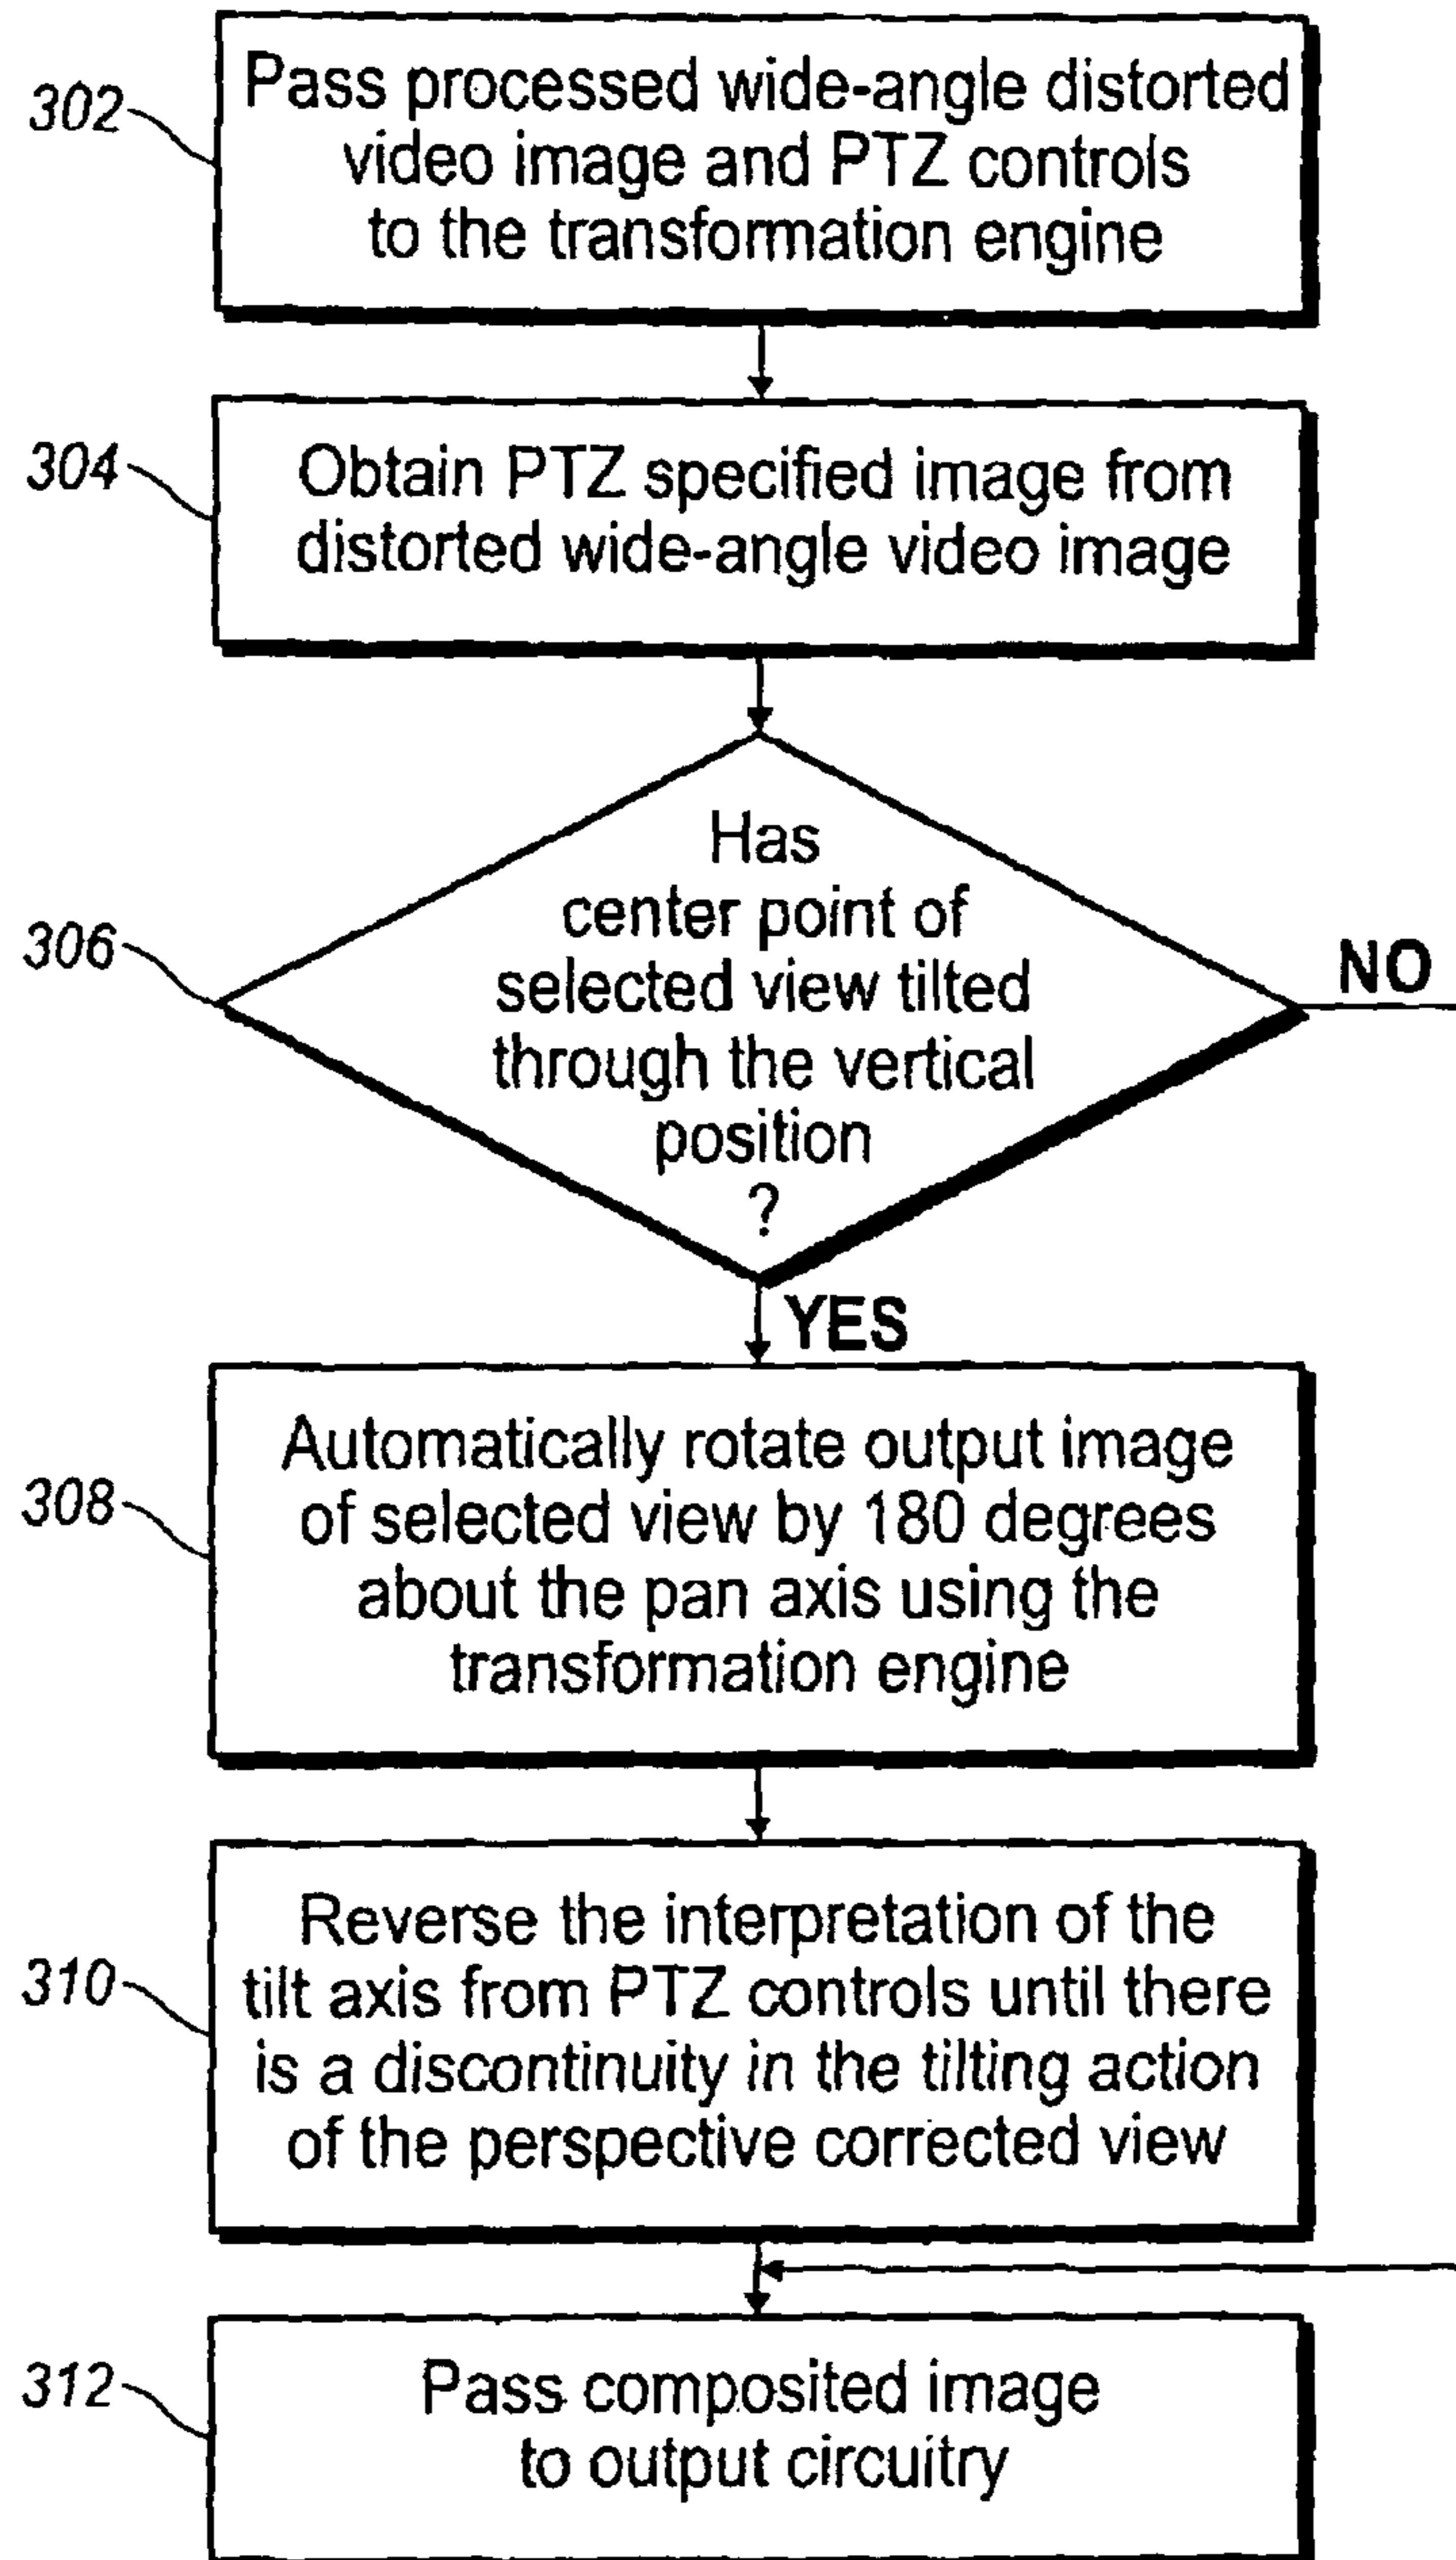 302
Pass processed wide-angle distorted
video image and PTZ controls
to the transformation engine
304
Obtain PTZ specified image from
distorted wide-angle video image
306
Has
center point of
selected view tilted
through the vertical
position
?
NO
YES
308
Automatically rotate output image
of selected view by 180 degrees
about the pan axis using the
transformation engine
310
Reverse the interpretation of the
tilt axis from PTZ controls until there
is a discontinuity in the tilting action
of the perspective corrected view
312
Pass composited image
to output circuitry